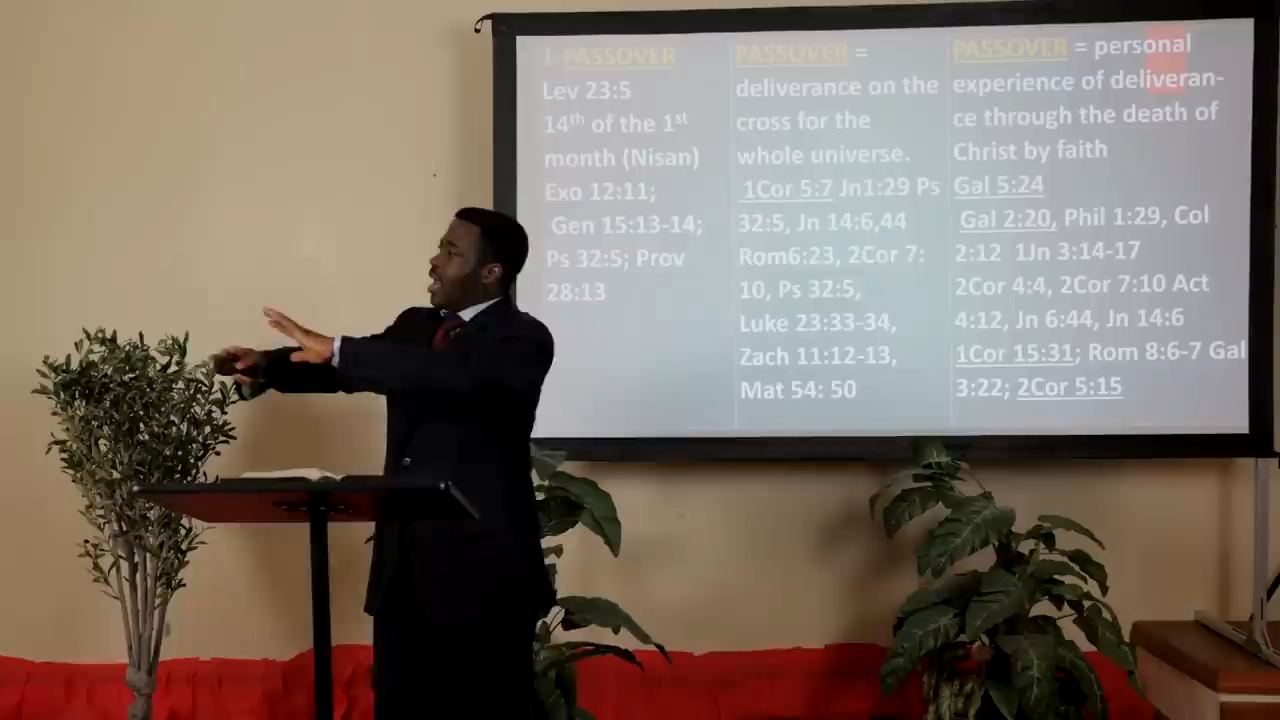 1-PASSOVER
Lev 23:5
14th of the 1st
month (Nisan)
Exo 12:11;
Gen 15:13-14;
Ps 32:5; Prov
28:13
PASSOVER =
deliverance on the
cross for the
whole universe.
1Cor 5:7 Jn1:29 Ps
32:5, Jn 14:6,44
Rom6:23, 2Cor 7:
10, Ps 32:5,
Luke 23:33-34,
Zach 11:12-13,
Mat 54: 50
PASSOVER = personal
experience of deliveran-
ce through the death of
Christ by faith
Gal 5:24
Gal 2:20, Phil 1:29, Col
2:12 1Jn 3:14-17
2Cor 4:4, 2Cor 7:10 Act
4:12, Jn 6:44, Jn 14:6
1Cor 15:31; Rom 8:6-7 Gal
3:22; 2Cor 5:15